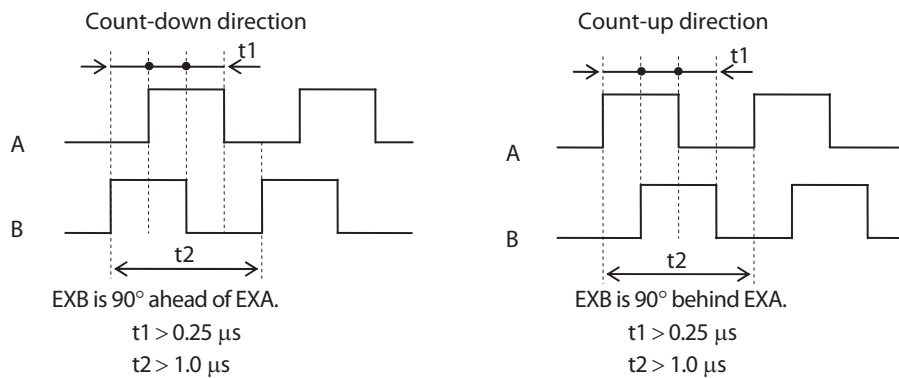 Count-down direction
t1
A
B
t2
EXB is 90° ahead of EXA.
t1 > 0.25 μs
t2 > 1.0 μs
Count-up direction
t1
A
B
t2
EXB is 90° behind EXA.
t1 > 0.25 μs
t2 > 1.0 μs